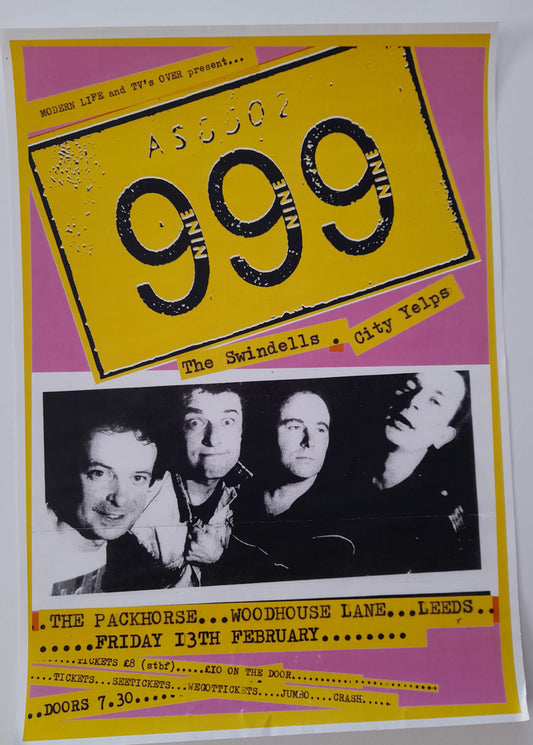 MODERN LIFE and TV's OVER present...
AS6602
999
NINE NINE NINE
The Swindells . City Yelps
.THE PACKHORSE...WOODHOUSE LANE...LEEDS..
.....FRIDAY 13TH FEBRUARY.........
......TICKETS £8 (stbf).....£10 ON THE DOOR..................
....TICKETS....SEETICKETS....WEGOTTICKETS....JUMBO....CRASH....
..DOORS 7.30.....